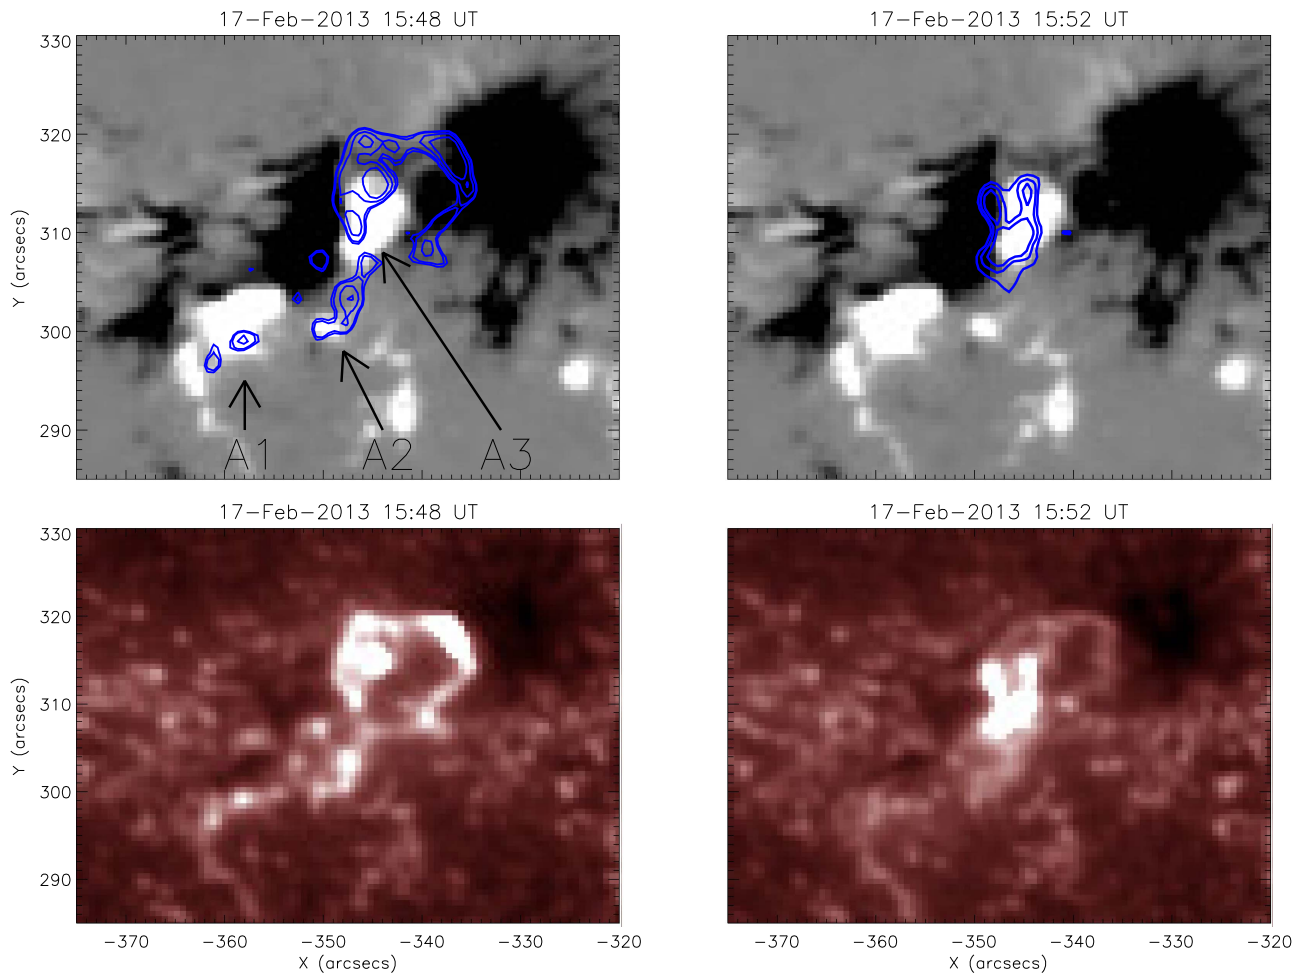 17-Feb-2013 15:48 UT
17-Feb-2013 15:52 UT
330
320
310
300
290
Y (arcsecs)
A1
A2
A3
17-Feb-2013 15:48 UT
17-Feb-2013 15:52 UT
330
320
310
300
290
Y (arcsecs)
-370 -360 -350 -340 -330 -320
X (arcsecs)
-370 -360 -350 -340 -330 -320
X (arcsecs)